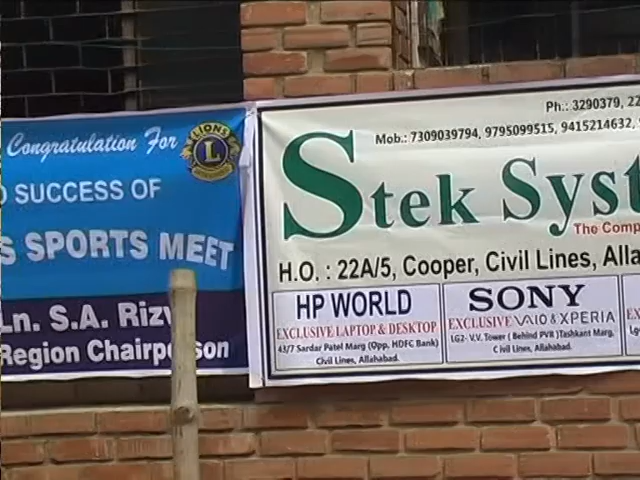 Congratulation For
LIONS
L
SUCCESS OF
S SPORTS MEET
Ln. S.A.
Region Chairperson
Ph.: 3290379, 22
Mob.: 7309039794, 9795099515, 9415214632,
Stek Syst
The Comp
H.O. : 22A/5, Cooper, Civil Lines, Alla
HP WORLD
EXCLUSIVE LAPTOP & DESKTOP
43/7 Sardar Patel Marg (Opp. HDFC Bank)
Civil Lines, Allahabad.
SONY
EXCLUSIVE VAIO & XPERIA
LG2- V.V. Tower ( Behind PVR )Tashkant Marg,
Civil Lines, Allahabad.